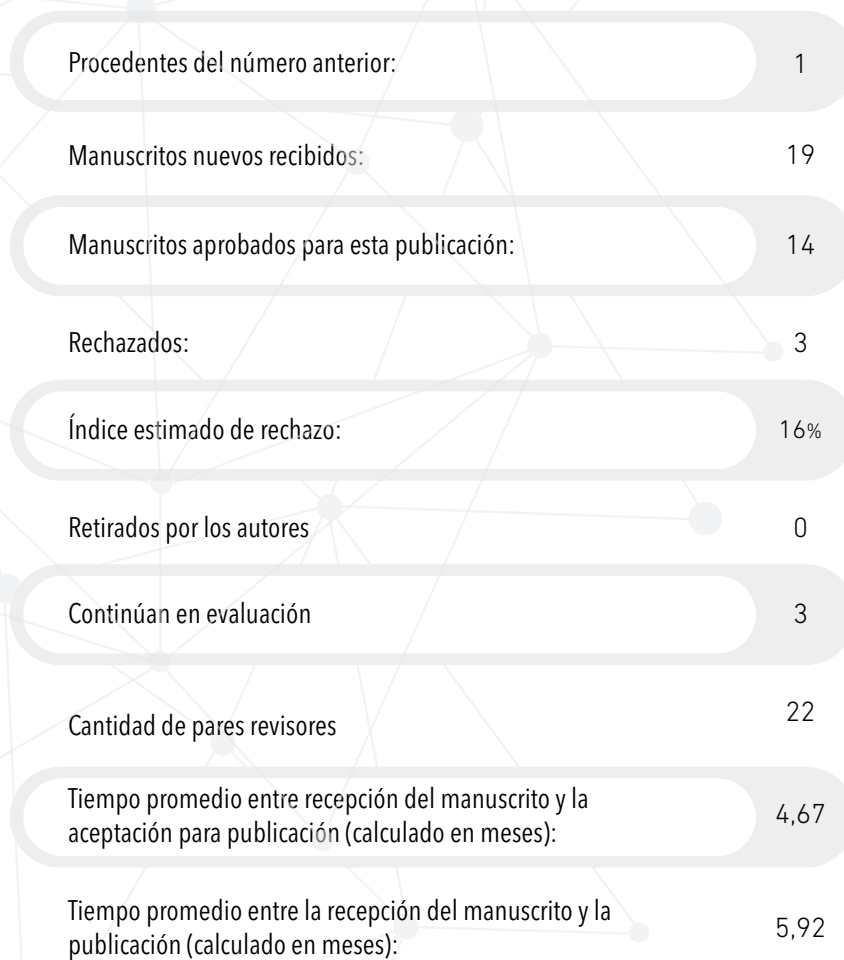 Procedentes del número anterior: 1
Manuscritos nuevos recibidos: 19
Manuscritos aprobados para esta publicación: 14
Rechazados: 3
Índice estimado de rechazo: 16%
Retirados por los autores 0
Continúan en evaluación 3
Cantidad de pares revisores 22
Tiempo promedio entre recepción del manuscrito y la
aceptación para publicación (calculado en meses): 4,67
Tiempo promedio entre la recepción del manuscrito y la
publicación (calculado en meses): 5,92